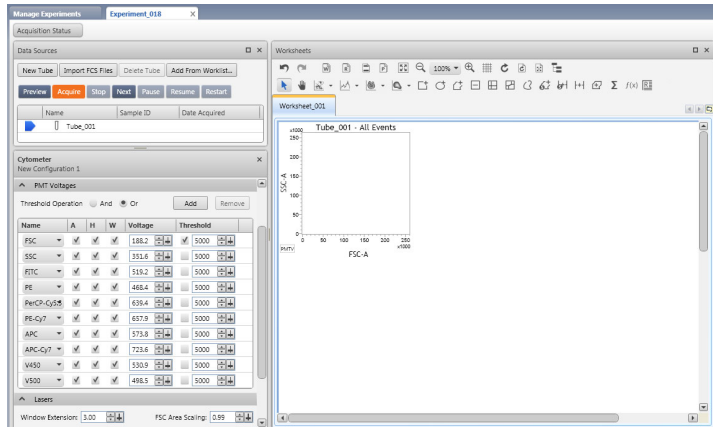 Manage Experiments Experiment_018 X
Acquisition Status
Data Sources
New Tube Import FCS Files Delete Tube Add From Worklist...
Preview Acquire Stop Next Pause Resume Restart
Name Sample ID Date Acquired
Tube_001
Cytometer
New Configuration 1
PMT Voltages
Threshold Operation And Or Add Remove
Name A H W Voltage Threshold
FSC 188.2 5000
SSC 351.6 5000
FITC 519.2 5000
PE 468.4 5000
PerCP-Cy5.5 639.4 5000
PE-Cy7 657.9 5000
APC 573.8 5000
APC-Cy7 723.6 5000
V450 530.9 5000
V500 498.5 5000
Lasers
Window Extension: 3.00 FSC Area Scaling: 0.99
Worksheets
100%
Σ f(x)
Worksheet_001
Tube_001 - All Events
x1000
250
200
150
100
50
0
SSC-A
0 50 100 150 200 250
x1000
PMTV
FSC-A